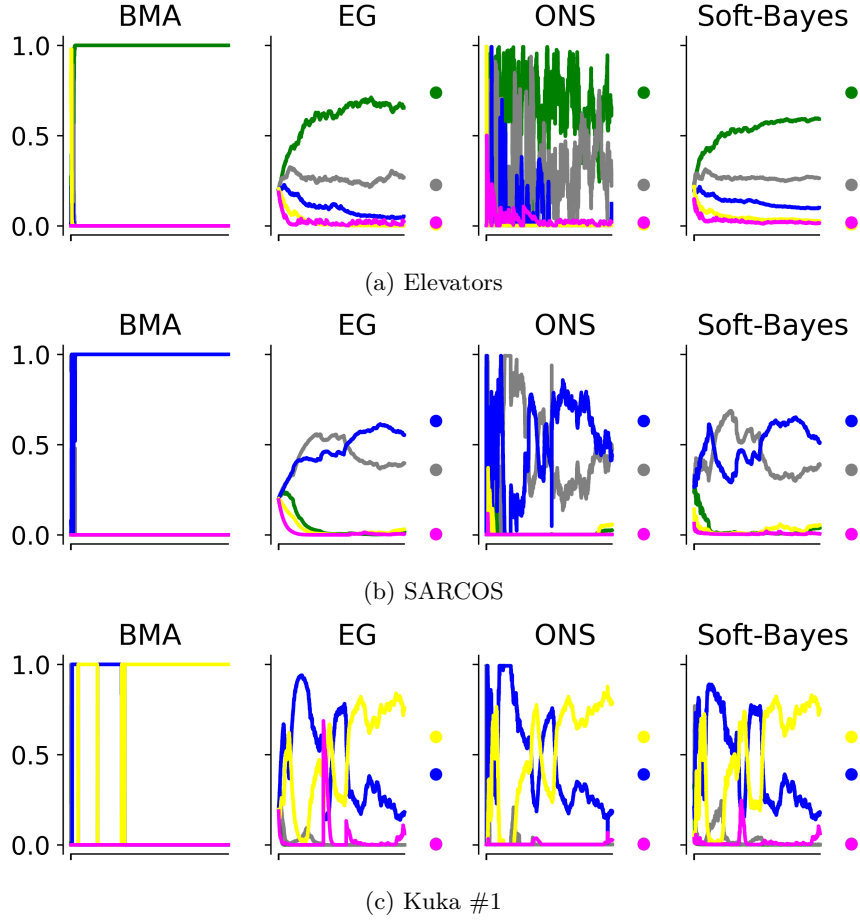 BMA EG ONS Soft-Bayes
1.0
0.5
0.0
(a) Elevators
BMA EG ONS Soft-Bayes
1.0
0.5
0.0
(b) SARCOS
BMA EG ONS Soft-Bayes
1.0
0.5
0.0
(c) Kuka #1